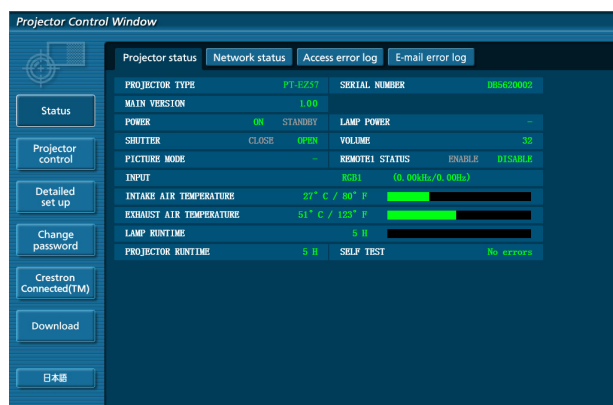 Projector Control Window
Projector status Network status Access error log E-mail error log
Status
Projector control
Detailed set up
Change password
Crestron Connected(TM)
Download
日本語
PROJECTOR TYPE PT-EZ57 SERIAL NUMBER DB5620002
MAIN VERSION 1.00
POWER ON STANDBY LAMP POWER -
SHUTTER CLOSE OPEN VOLUME 32
PICTURE MODE - REMOTE1 STATUS ENABLE DISABLE
INPUT RGB1 (0.00kHz/0.00Hz)
INTAKE AIR TEMPERATURE 27° C / 80° F
EXHAUST AIR TEMPERATURE 51° C / 123° F
LAMP RUNTIME 5 H
PROJECTOR RUNTIME 5 H SELF TEST No errors